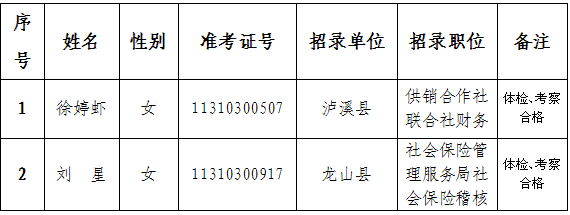 序号 姓名 性别 准考证号 招录单位 招录职位 备注
1 徐婷虾 女 11310300507 泸溪县 供销合作社
联合社财务 体检、考察
合格
2 刘 星 女 11310300917 龙山县 社会保险管
理服务局社
会保险稽核 体检、考察
合格